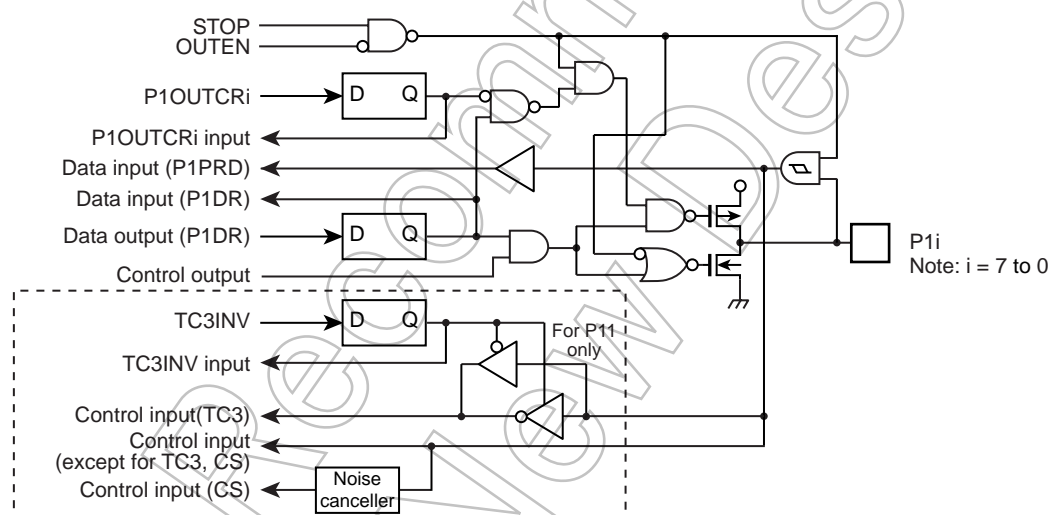 STOP
OUTEN
P1OUTCRi
D Q
P1OUTCRi input
Data input (P1PRD)
Data input (P1DR)
Data output (P1DR)
D Q
Control output
P1i
Note: i = 7 to 0
TC3INV
D Q
For P11
only
TC3INV input
Control input(TC3)
Control input
(except for TC3, CS)
Control input (CS)
Noise
canceller